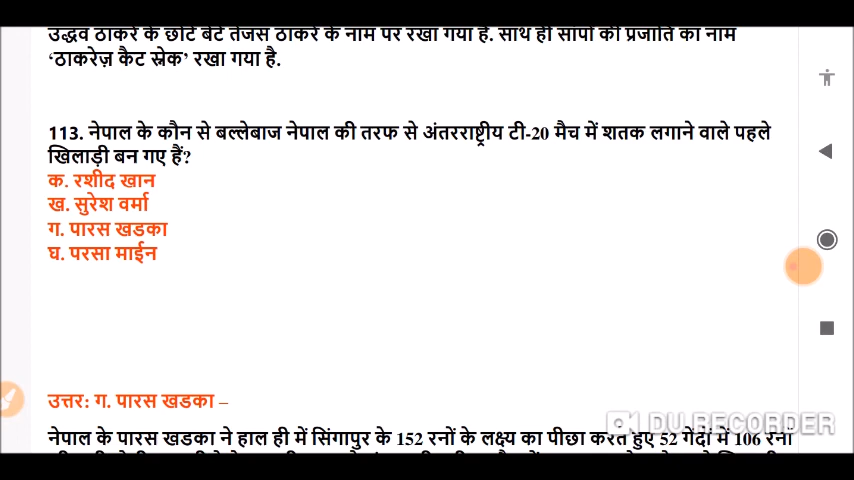 उद्धव ठाकरे के छोटे बेटे तेजस ठाकरे के नाम पर रखा गया है. साथ ही सांपों की प्रजाति का नाम
‘ठाकरेज़ कैट स्नेक’ रखा गया है.
113. नेपाल के कौन से बल्लेबाज नेपाल की तरफ से अंतरराष्ट्रीय टी-20 मैच में शतक लगाने वाले पहले
खिलाड़ी बन गए हैं?
क. रशीद खान
ख. सुरेश वर्मा
ग. पारस खडका
घ. परसा माईन
उत्तर: ग. पारस खडका –
नेपाल के पारस खडका ने हाल ही में सिंगापुर के 152 रनों के लक्ष्य का पीछा करते हुए 52 गेंदों में 106 रनों
DU RECORDER